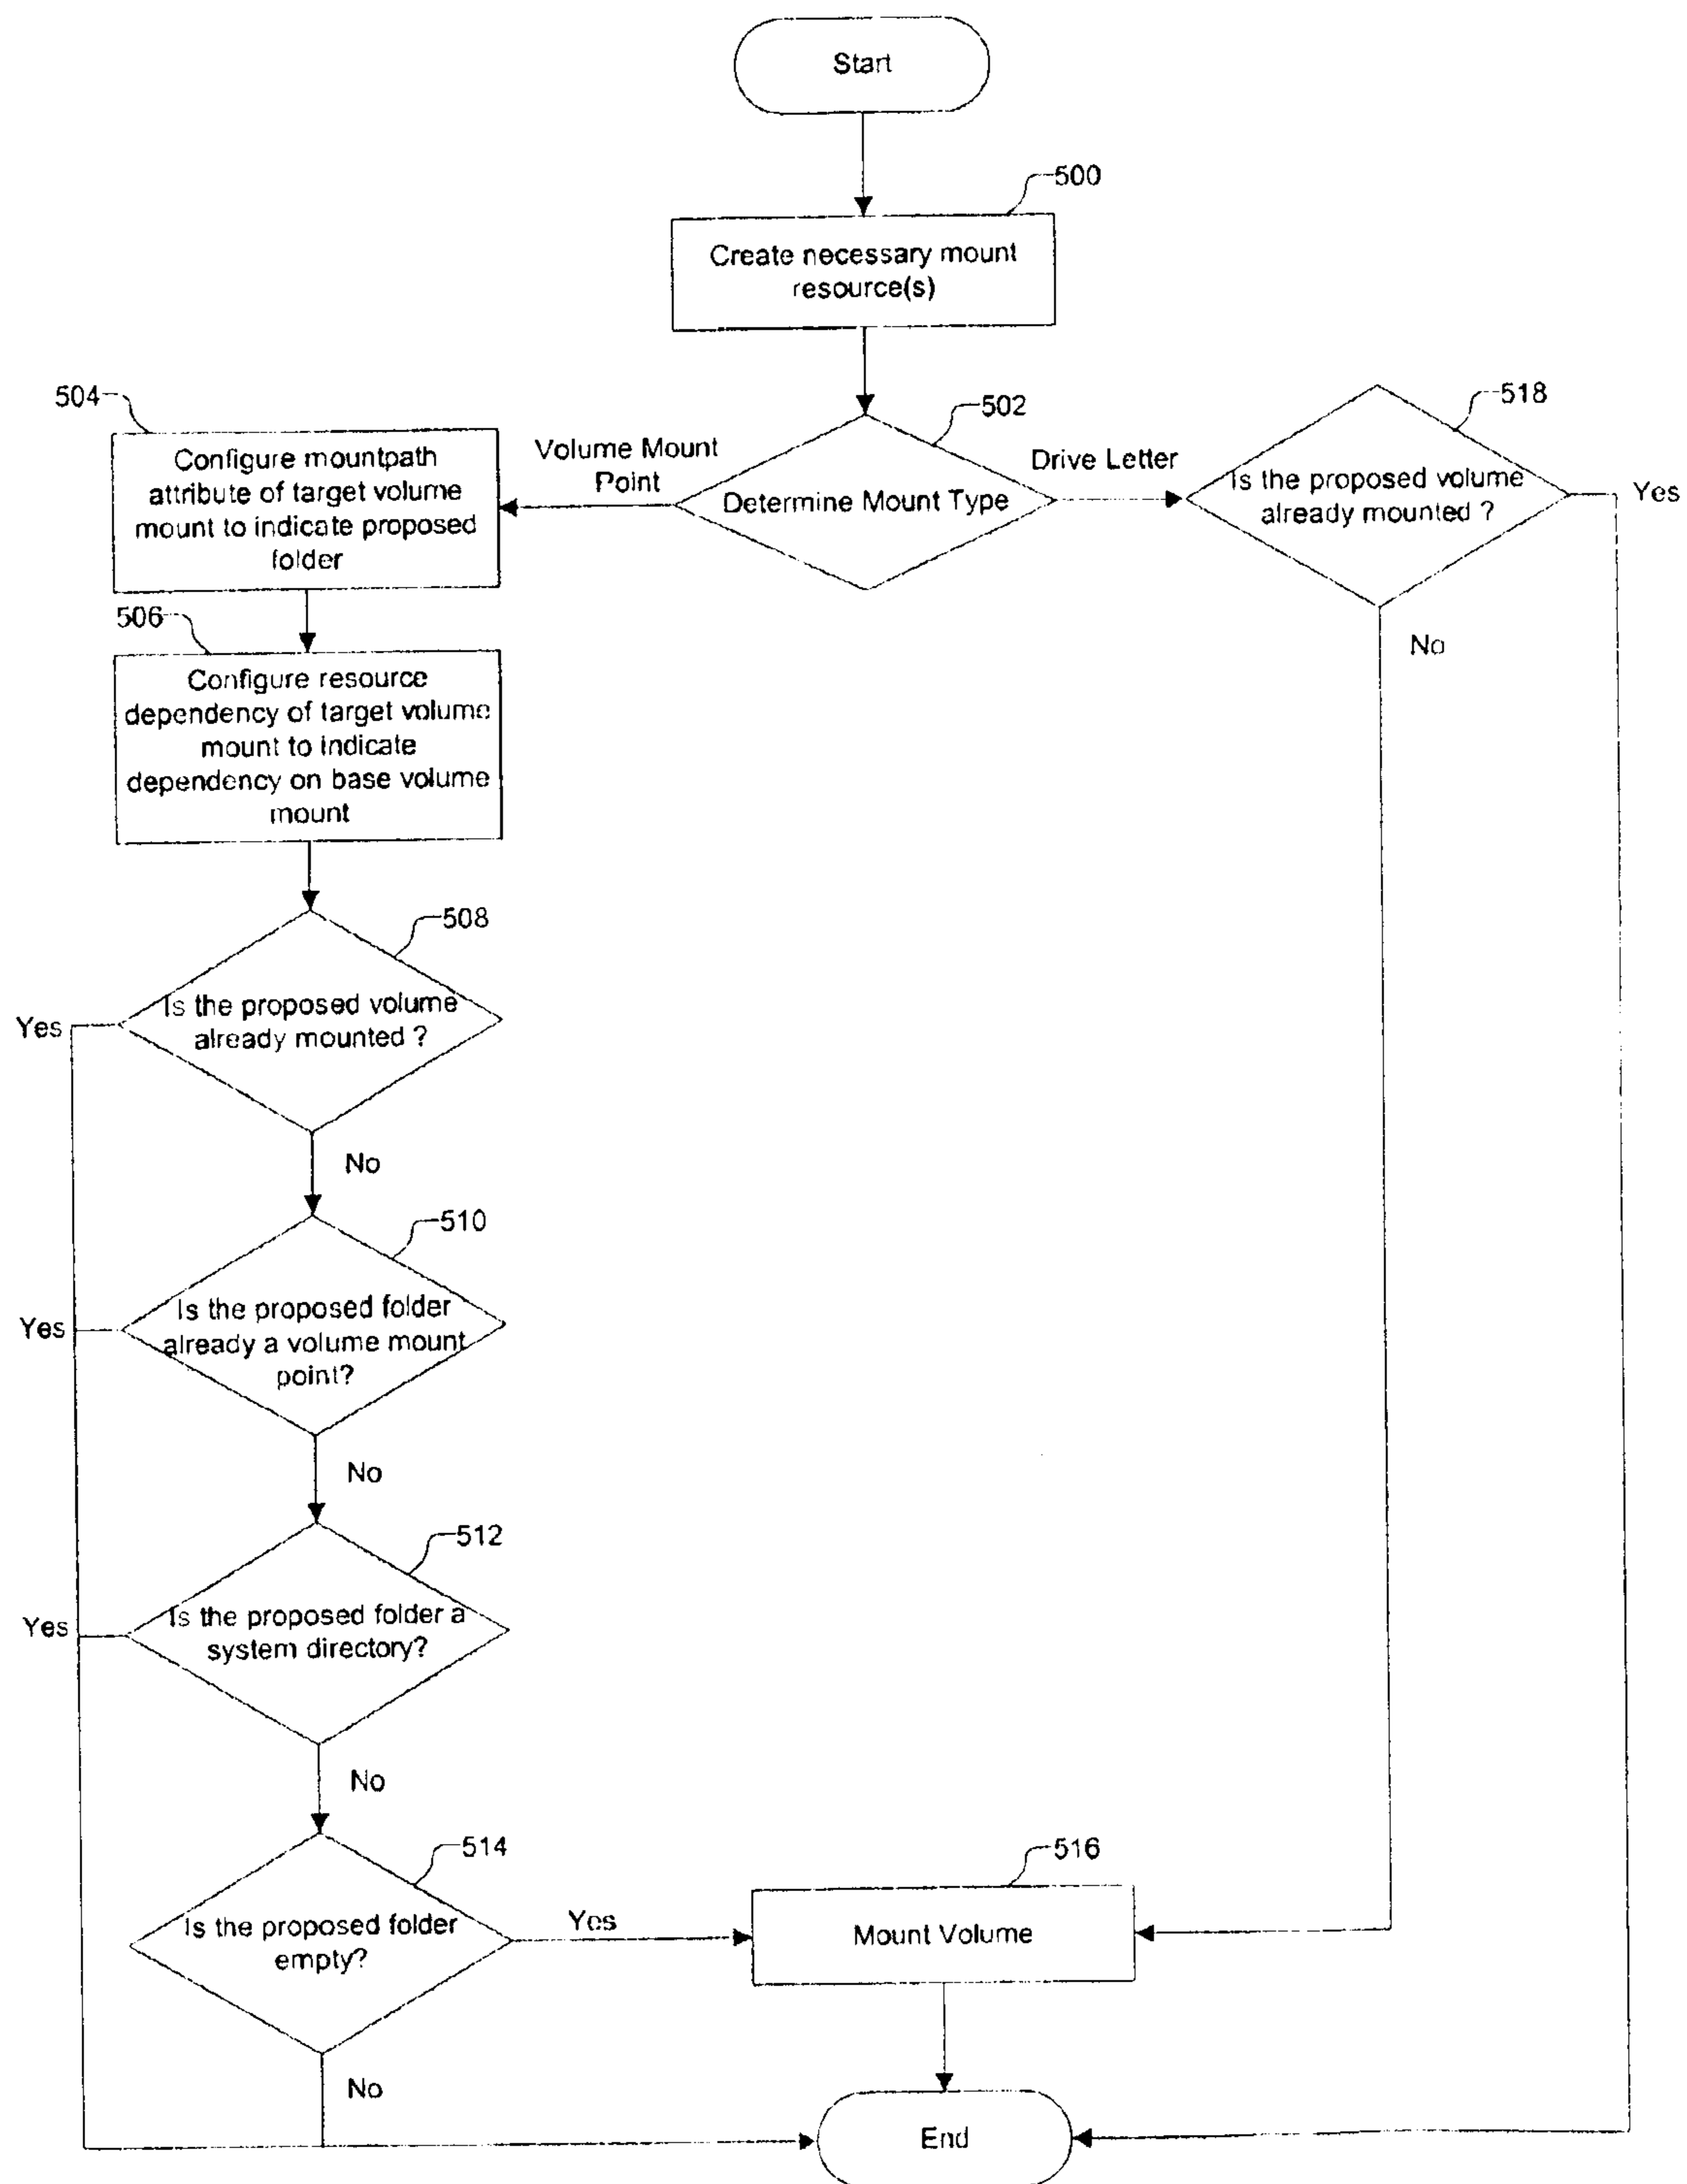 Start
500
Create necessary mount
resource(s)
504
502
518
Configure mountpath
attribute of target volume
mount to indicate proposed
folder
Volume Mount
Point
Determine Mount Type
Drive Letter
Is the proposed volume
already mounted ?
Yes
No
506
Configure resource
dependency of target volume
mount to indicate
dependency on base volume
mount
508
Is the proposed volume
already mounted ?
Yes
No
510
Is the proposed folder
already a volume mount
point?
Yes
No
512
Is the proposed folder a
system directory?
Yes
No
514
Is the proposed folder
empty?
Yes
516
Mount Volume
No
End